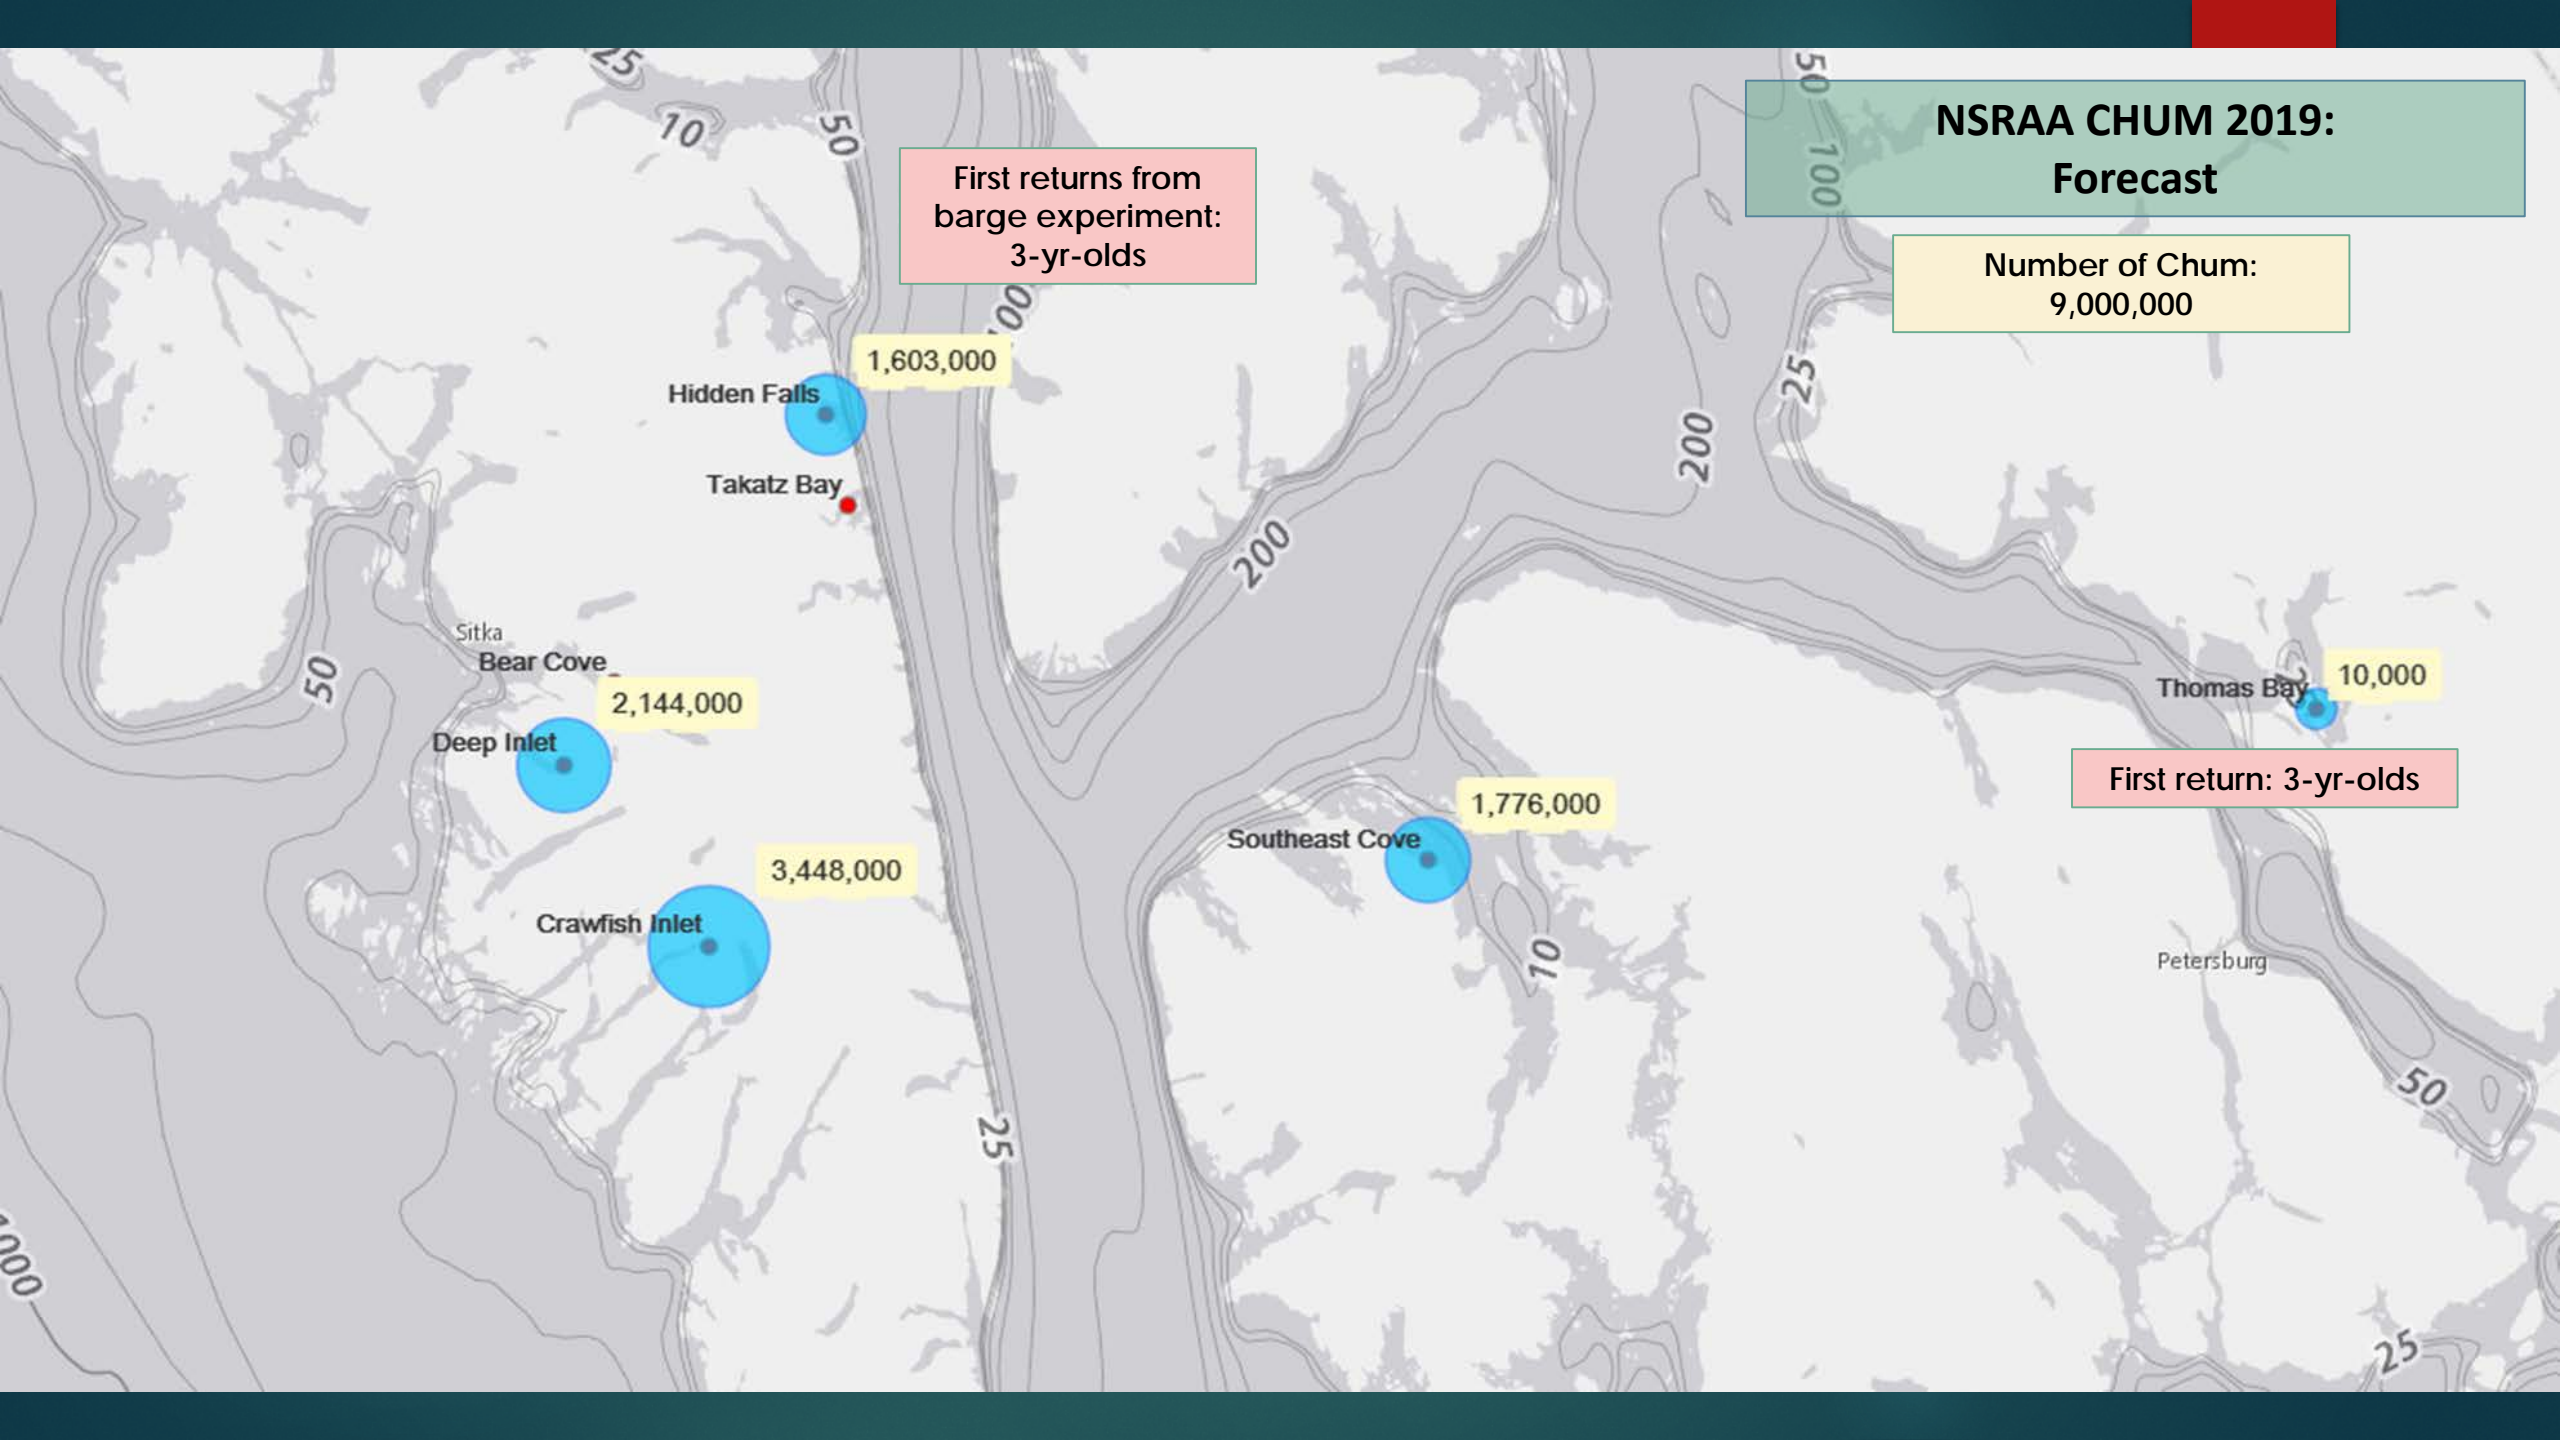 25
10
50
50
100
NSRAA CHUM 2019:
Forecast
First returns from
barge experiment:
3-yr-olds
Number of Chum:
9,000,000
1,603,000
Hidden Falls
25
200
Takatz Bay
200
Sitka
Bear Cove
50
2,144,000
Deep Inlet
10,000
Thomas Bay
First return: 3-yr-olds
1,776,000
Southeast Cove
3,448,000
Crawfish Inlet
10
Petersburg
50
25
000
25